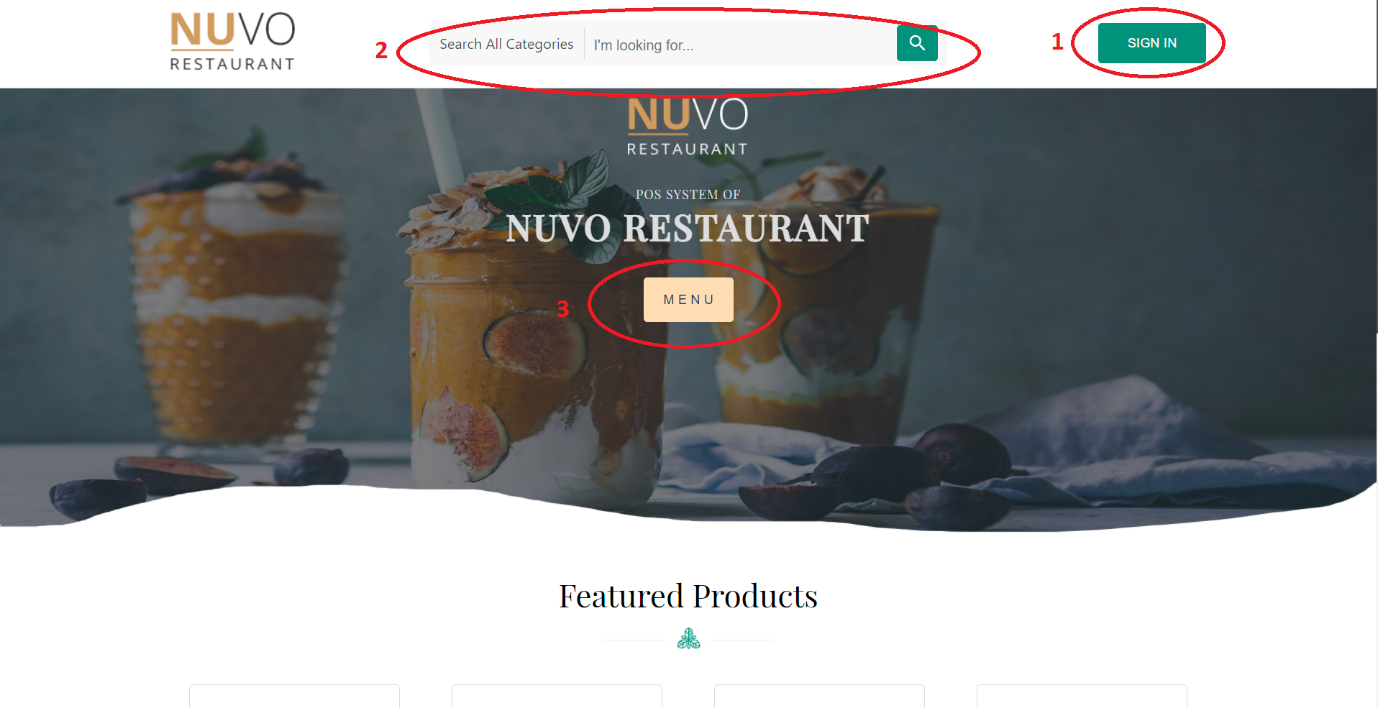 NUVO
RESTAURANT
2
Search All Categories
I'm looking for...
1
SIGN IN
NUVO
RESTAURANT
POS SYSTEM OF
NUVO RESTAURANT
3
MENU
Featured Products